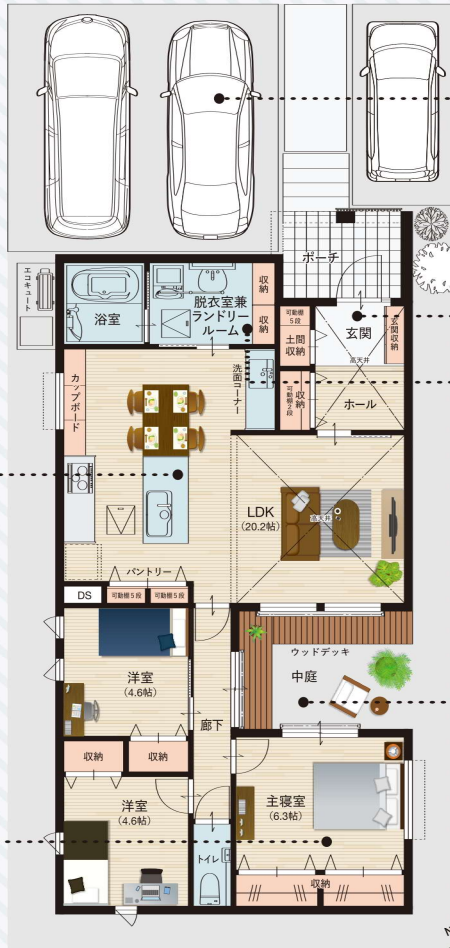 ポーチ
エコキュート
浴室
脱衣室兼
ランドリー
ルーム
収納
収納
可動棚
5段
土間
収納
玄関
高天井
玄関収納
洗面コーナー
収納
可動棚2段
ホール
カップボード
LDK
(20.2帖)
高天井
パントリー
DS
可動棚5段
可動棚5段
ウッドデッキ
中庭
洋室
(4.6帖)
廊下
収納
収納
洋室
(4.6帖)
主寝室
(6.3帖)
トイレ
収納
N